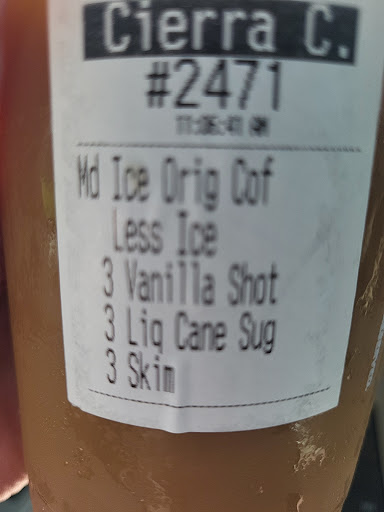 Cierra C.
#2471
11:06:41 AM
Md Ice Orig Cof
Less Ice
3 Vanilla Shot
3 Liq Cane Sug
3 Skim